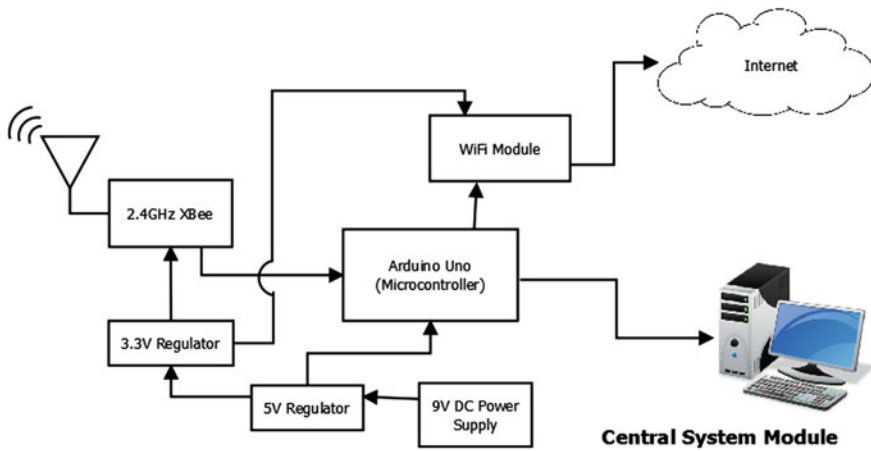 Internet
WiFi Module
2.4GHz XBee
Arduino Uno
(Microcontroller)
3.3V Regulator
5V Regulator
9V DC Power
Supply
Central System Module